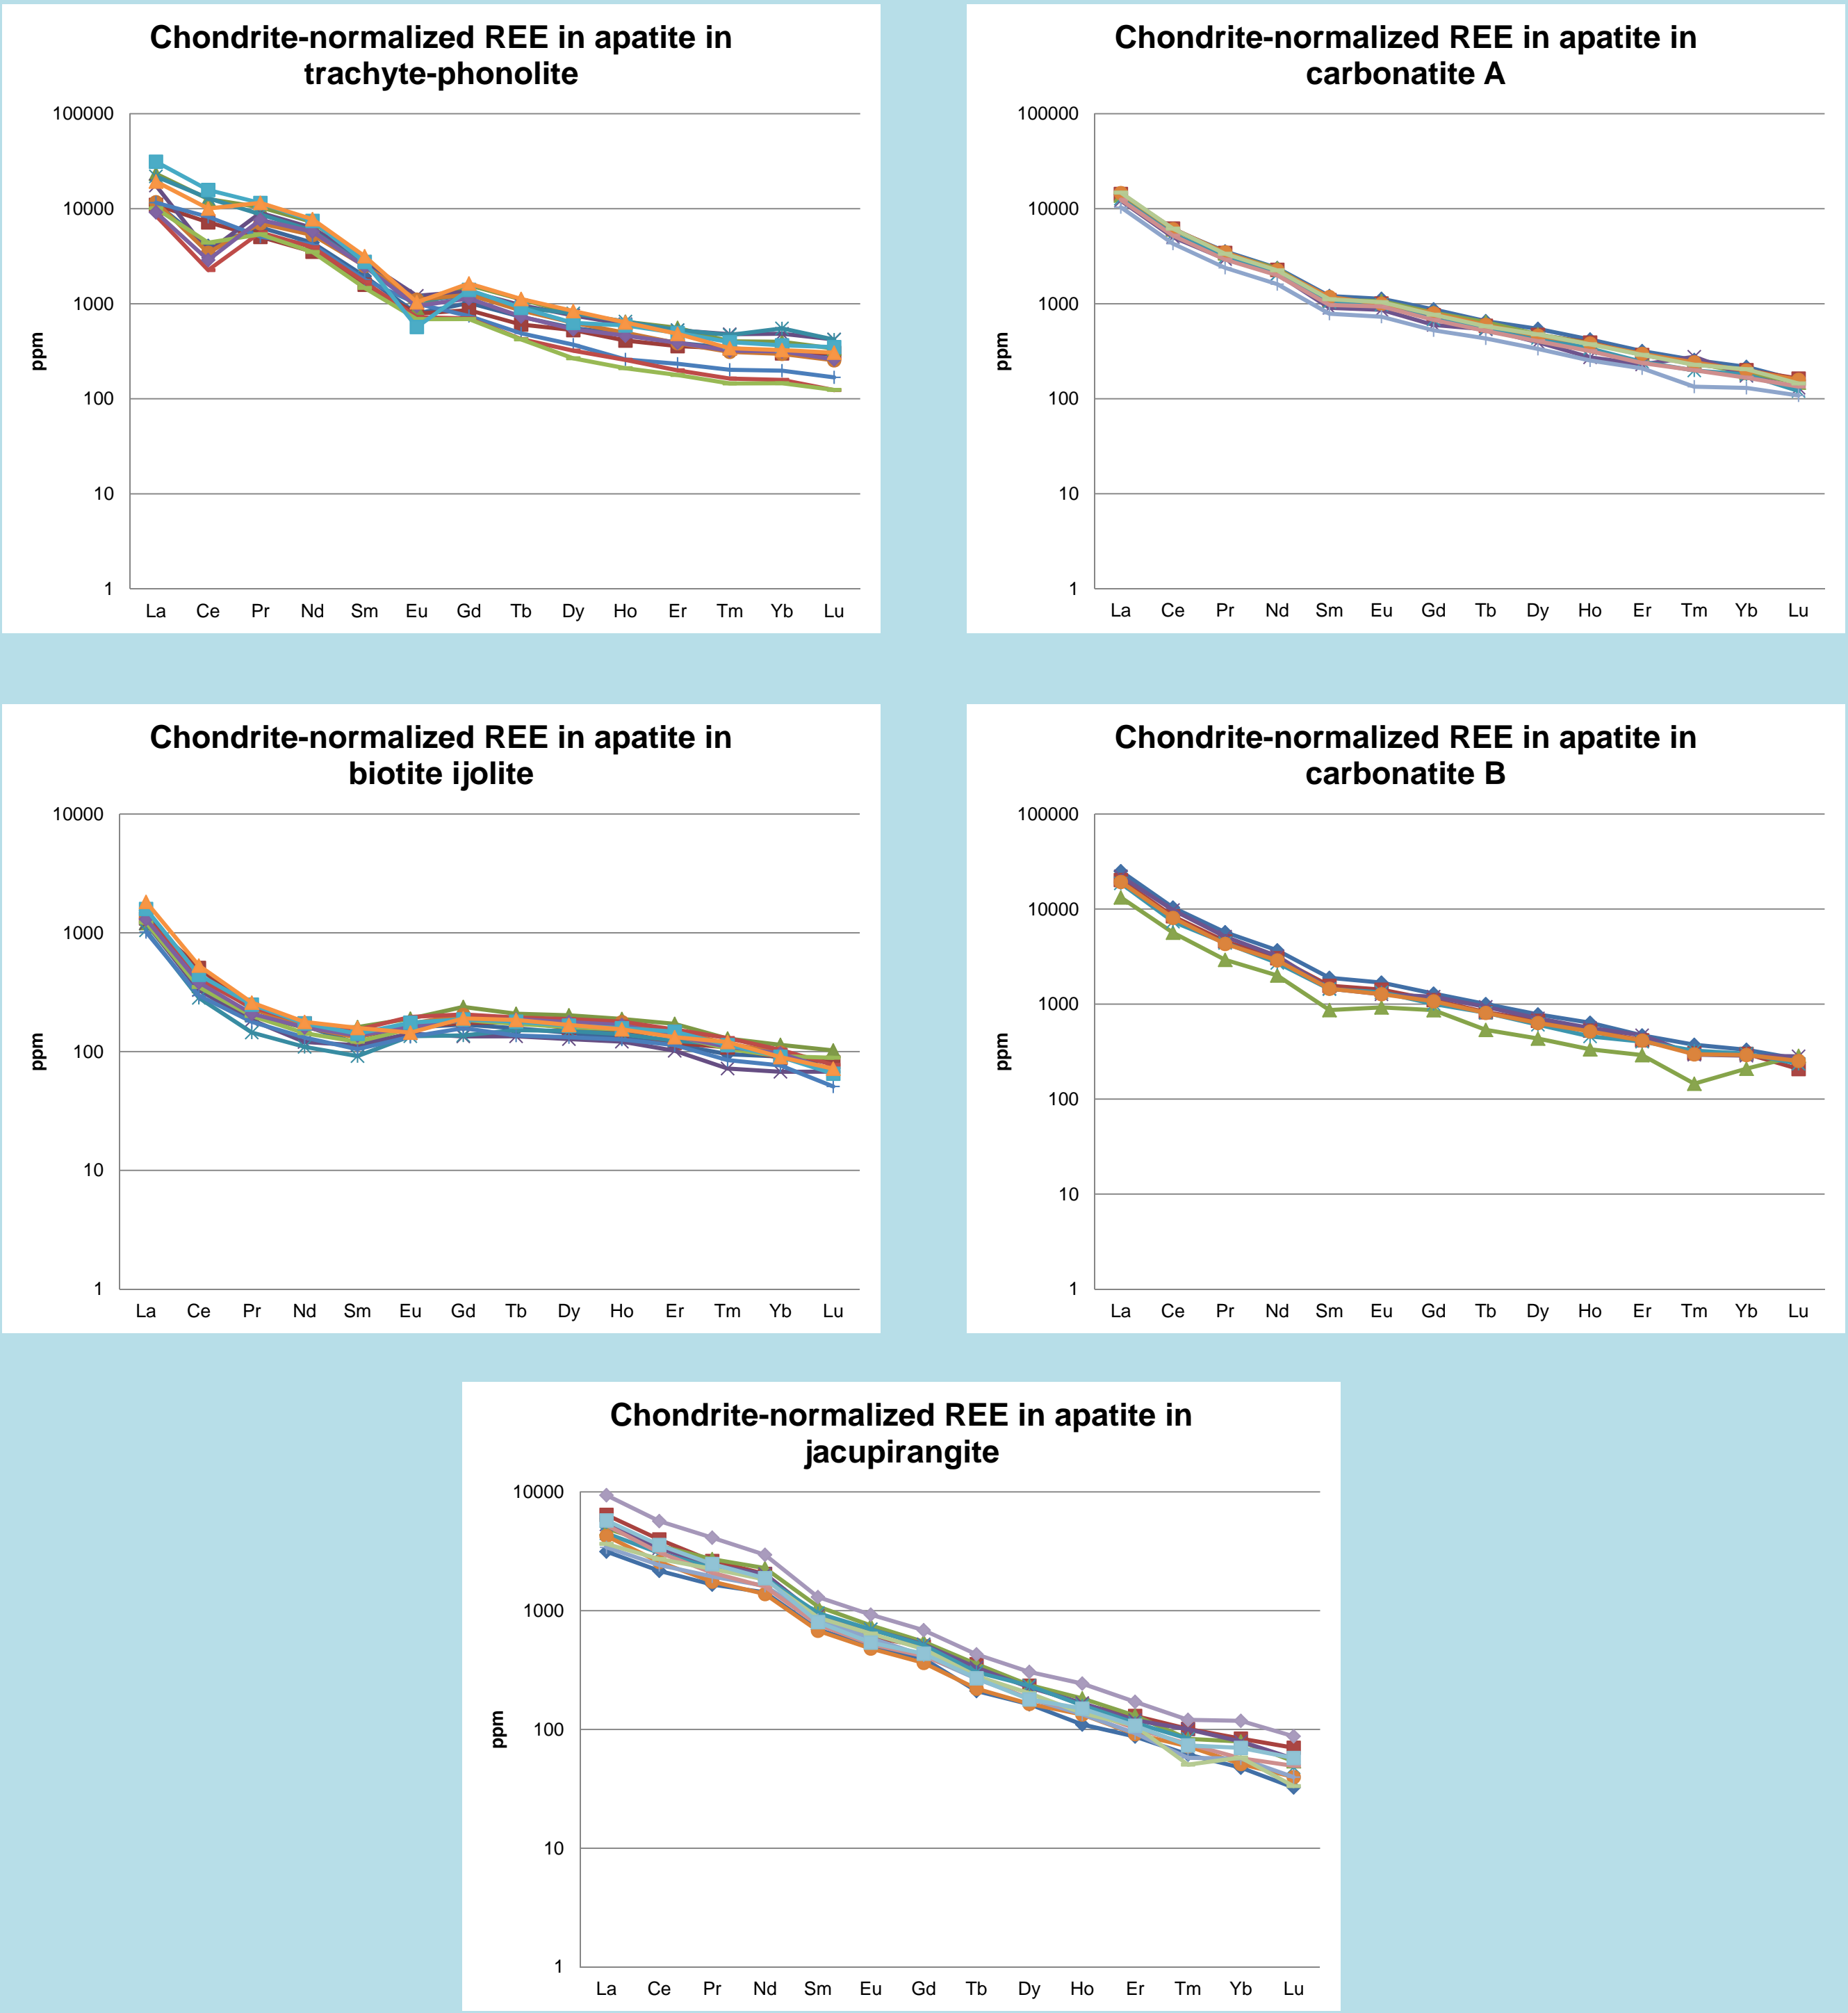 Chondrite-normalized REE in apatite in
trachyte-phonolite
100000
10000
1000
100
10
1
ppm
La Ce Pr Nd Sm Eu Gd Tb Dy Ho Er Tm Yb Lu
Chondrite-normalized REE in apatite in
carbonatite A
100000
10000
1000
100
10
1
ppm
La Ce Pr Nd Sm Eu Gd Tb Dy Ho Er Tm Yb Lu
Chondrite-normalized REE in apatite in
biotite ijolite
10000
1000
100
10
1
ppm
La Ce Pr Nd Sm Eu Gd Tb Dy Ho Er Tm Yb Lu
Chondrite-normalized REE in apatite in
carbonatite B
100000
10000
1000
100
10
1
ppm
La Ce Pr Nd Sm Eu Gd Tb Dy Ho Er Tm Yb Lu
Chondrite-normalized REE in apatite in
jacupirangite
10000
1000
100
10
1
ppm
La Ce Pr Nd Sm Eu Gd Tb Dy Ho Er Tm Yb Lu